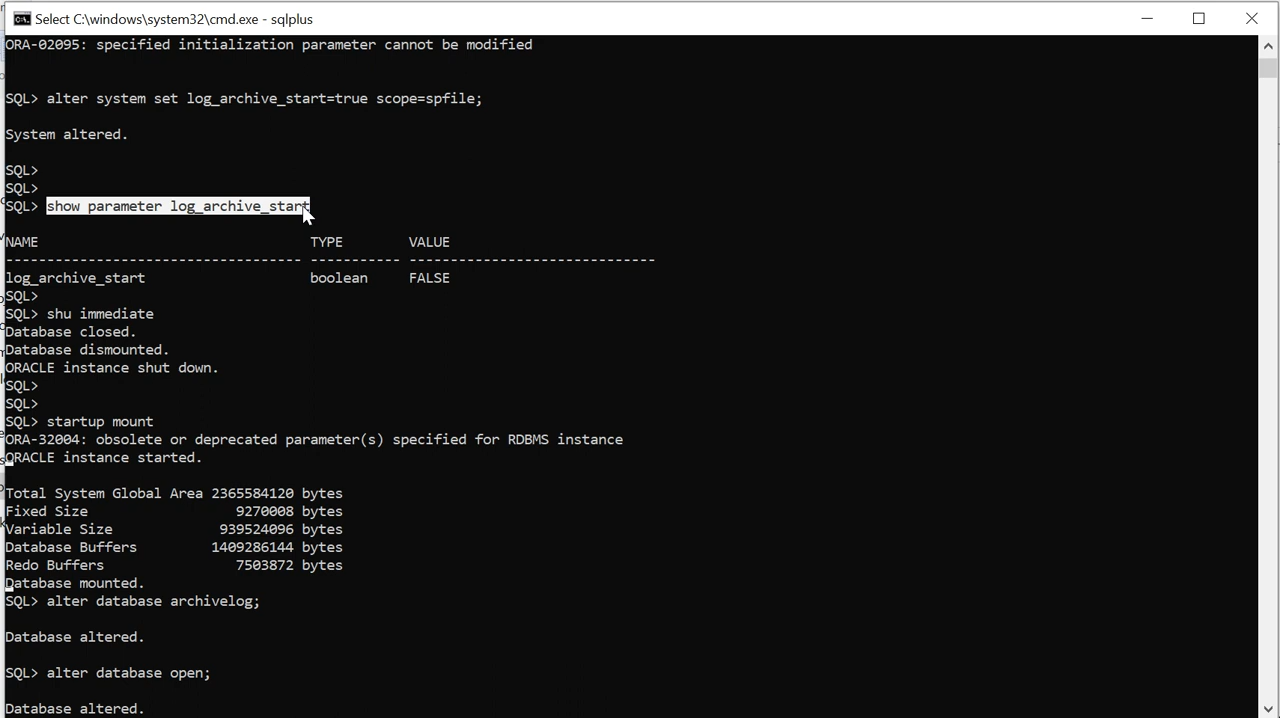 Select C:\windows\system32\cmd.exe - sqlplus
ORA-02095: specified initialization parameter cannot be modified
SQL> alter system set log_archive_start=true scope=spfile;
System altered.
SQL>
SQL>
SQL> show parameter log_archive_start
NAME                                 TYPE        VALUE
------------------------------------ ----------- ------------------------------
log_archive_start                    boolean     FALSE
SQL>
SQL> shu immediate
Database closed.
Database dismounted.
ORACLE instance shut down.
SQL>
SQL>
SQL> startup mount
ORA-32004: obsolete or deprecated parameter(s) specified for RDBMS instance
ORACLE instance started.
Total System Global Area 2365584120 bytes
Fixed Size                  9270008 bytes
Variable Size             939524096 bytes
Database Buffers         1409286144 bytes
Redo Buffers                7503872 bytes
Database mounted.
SQL> alter database archivelog;
Database altered.
SQL> alter database open;
Database altered.